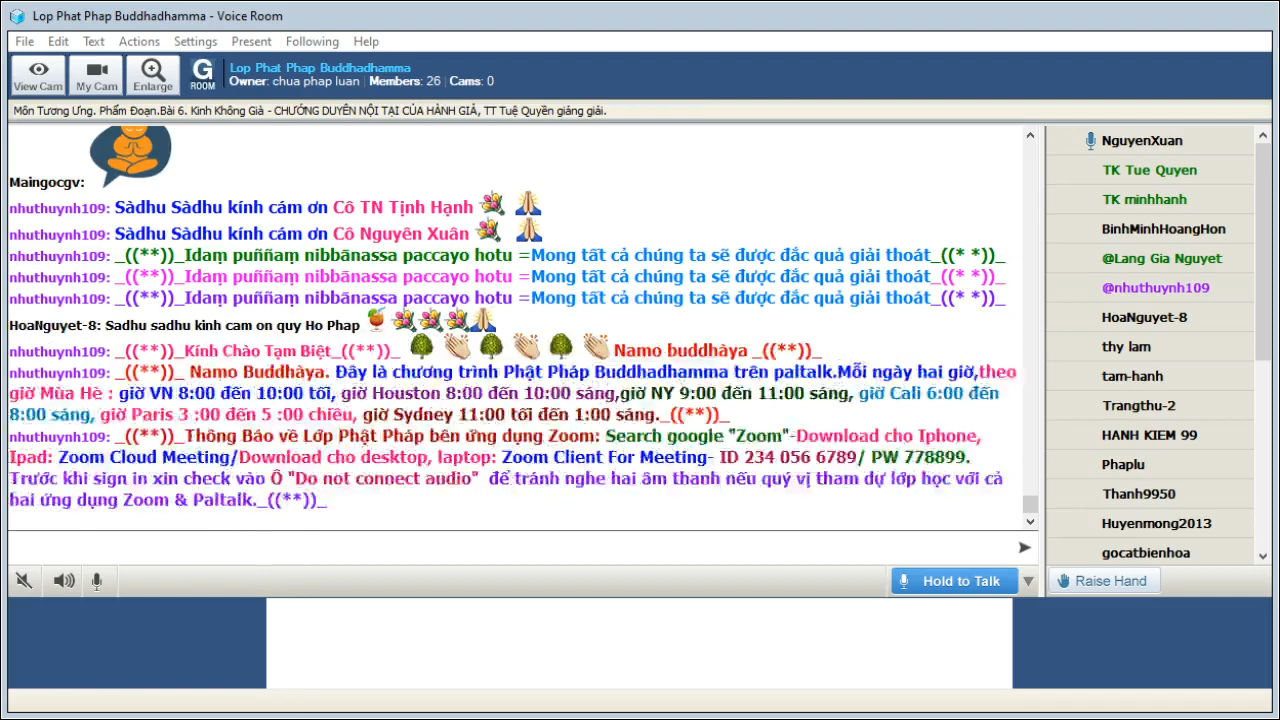 Lop Phat Phap Buddhadhamma - Voice Room
File Edit Text Actions Settings Present Following Help
View Cam My Cam Enlarge G ROOM
Lop Phat Phap Buddhadhamma
Owner: chua phap luan Members: 26 Cams: 0
Môn Tương Ưng. Phẩm Đoạn.Bài 6. Kinh Không Già - CHƯỚNG DUYÊN NỘI TẠI CỦA HÀNH GIẢ, TT Tuệ Quyền giảng giải.
Maingocgv:
nhuthuynh109: Sàdhu Sàdhu kính cám ơn Cô TN Tịnh Hạnh
nhuthuynh109: Sàdhu Sàdhu kính cám ơn Cô Nguyên Xuân
nhuthuynh109: _((**))_Idaṃ puññaṃ nibbānassa paccayo hotu =Mong tất cả chúng ta sẽ được đắc quả giải thoát_((* *))_
nhuthuynh109: _((**))_Idaṃ puññaṃ nibbānassa paccayo hotu =Mong tất cả chúng ta sẽ được đắc quả giải thoát_((* *))_
nhuthuynh109: _((**))_Idaṃ puññaṃ nibbānassa paccayo hotu =Mong tất cả chúng ta sẽ được đắc quả giải thoát_((* *))_
HoaNguyet-8: Sadhu sadhu kinh cam on quy Ho Phap
nhuthuynh109: _((**))_Kính Chào Tạm Biệt_((**))_ Namo buddhàya _((**))_
nhuthuynh109: _((**))_ Namo Buddhàya. Đây là chương trình Phật Pháp Buddhadhamma trên paltalk.Mỗi ngày hai giờ,theo
giờ Mùa Hè : giờ VN 8:00 đến 10:00 tối, giờ Houston 8:00 đến 10:00 sáng,giờ NY 9:00 đến 11:00 sáng, giờ Cali 6:00 đến
8:00 sáng, giờ Paris 3 :00 đến 5 :00 chiều, giờ Sydney 11:00 tối đến 1:00 sáng._((**))_
nhuthuynh109: _((**))_Thông Báo về Lớp Phật Pháp bên ứng dụng Zoom: Search google "Zoom"-Download cho Iphone,
Ipad: Zoom Cloud Meeting/Download cho desktop, laptop: Zoom Client For Meeting- ID 234 056 6789/ PW 778899.
Trước khi sign in xin check vào Ô "Do not connect audio" để tránh nghe hai âm thanh nếu quý vị tham dự lớp học với cả
hai ứng dụng Zoom & Paltalk._((**))_
Hold to Talk
NguyenXuan
TK Tue Quyen
TK minhhanh
BinhMinhHoangHon
@Lang Gia Nguyet
@nhuthuynh109
HoaNguyet-8
thy lam
tam-hanh
Trangthu-2
HANH KIEM 99
Phaplu
Thanh9950
Huyenmong2013
gocatbienhoa
Raise Hand